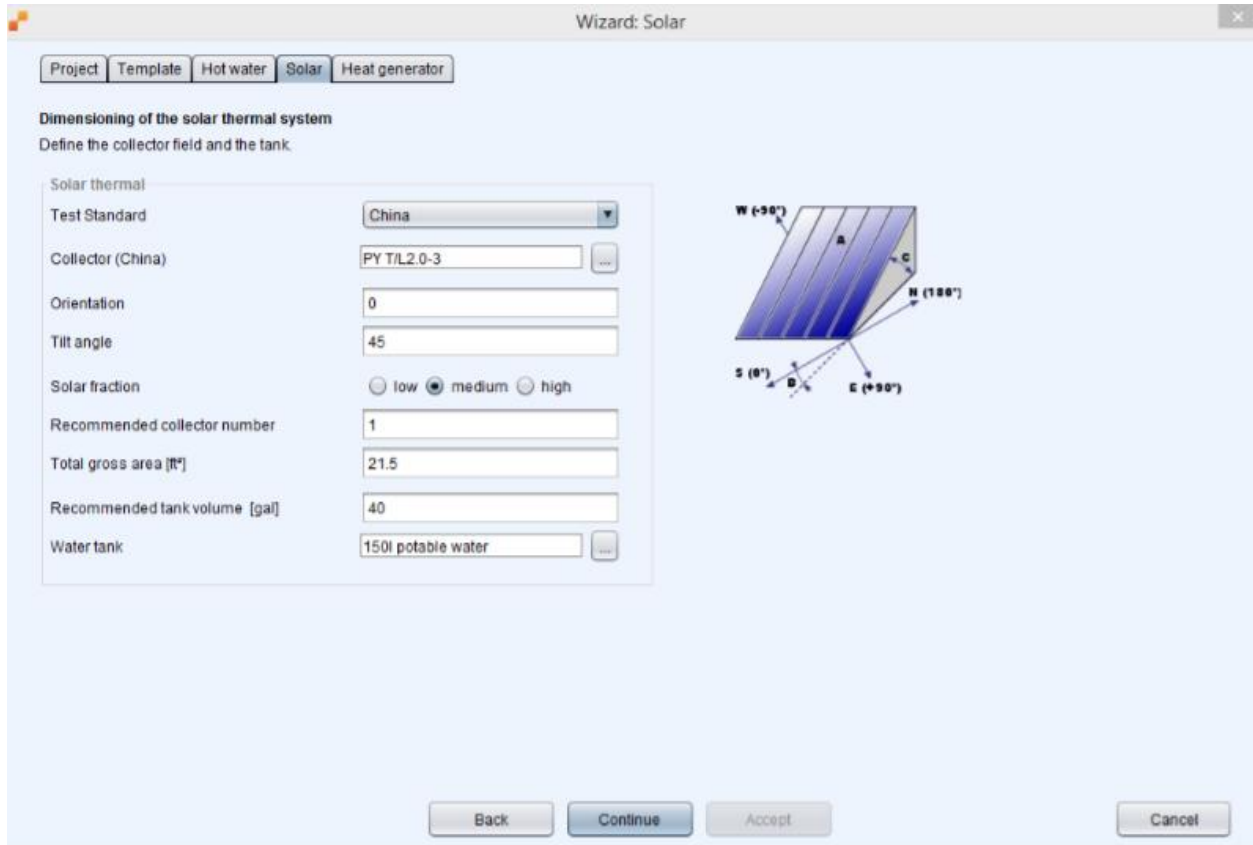 Wizard: Solar
Project Template Hot water Solar Heat generator
Dimensioning of the solar thermal system
Define the collector field and the tank.
Solar thermal
Test Standard China
Collector (China) PY T/L2.0-3 ...
Orientation 0
Tilt angle 45
Solar fraction low medium high
Recommended collector number 1
Total gross area [ft²] 21.5
Recommended tank volume [gal] 40
Water tank 150l potable water ...
W (-90°)
A
C
N (180°)
S (0°)
B
E (+90°)
Back Continue Accept Cancel